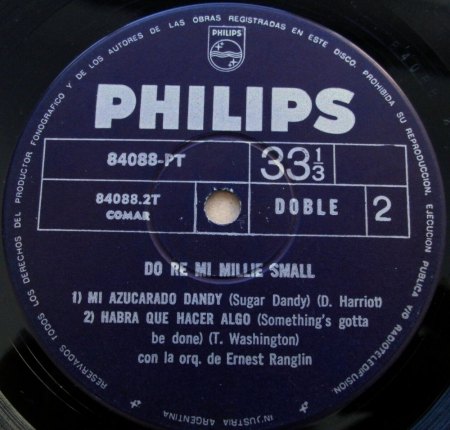 RESERVADOS TODOS LOS DERECHOS DEL PRODUCTOR FONOGRAFICO Y DE LOS AUTORES DE LAS OBRAS REGISTRADAS EN ESTE DISCO. PROHIBIDA SU REPRODUCCION, EJECUCION PUBLICA Y/O RADIOTELEDIFUSION.
PHILIPS
PHILIPS
84088-PT
33 1/3
84088.2T
COMAR
DOBLE
2
DO RE MI MILLIE SMALL
1) MI AZUCARADO DANDY (Sugar Dandy) (D. Harriot)
2) HABRA QUE HACER ALGO (Something's gotta
be done) (T. Washington)
con la orq. de Ernest Ranglin
INDUSTRIA ARGENTINA